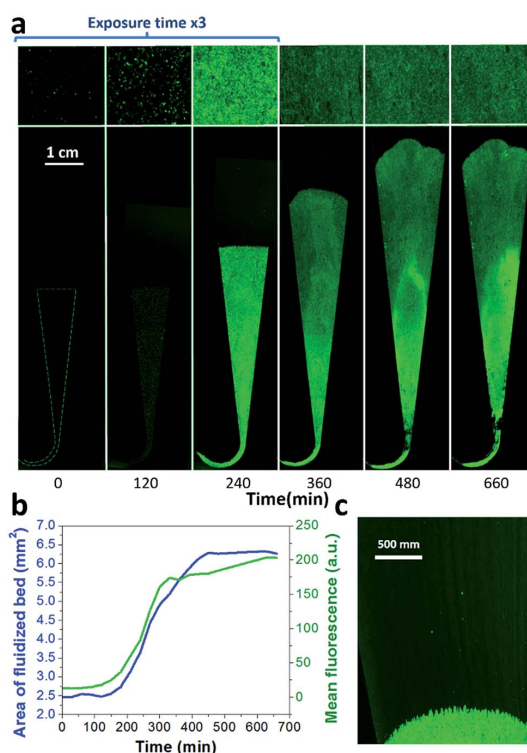 a
Exposure time x3
1 cm
0 120 240 360 480 660
Time(min)
b
Area of fluidized bed (mm²)
7.0
6.5
6.0
5.5
5.0
4.5
4.0
3.5
3.0
2.5
2.0
250
200
150
100
50
0
Mean fluorescence (a.u.)
0 100 200 300 400 500 600 700
Time (min)
c
500 mm